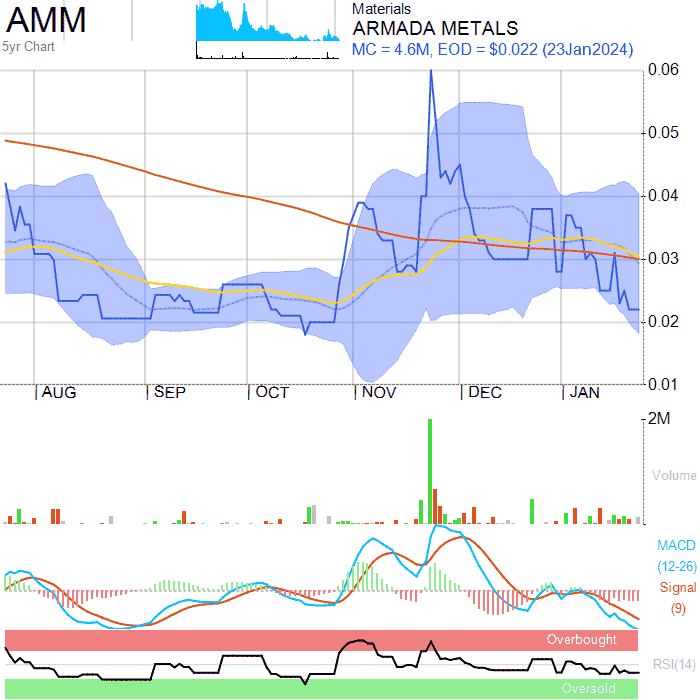 AMM
5yr Chart
Materials
ARMADA METALS
MC = 4.6M, EOD = $0.022 (23Jan2024)
0.06
0.05
0.04
0.03
0.02
0.01
AUG SEP OCT NOV DEC JAN
2M
Volume
MACD
(12-26)
Signal
(9)
Overbought
RSI(14)
Oversold